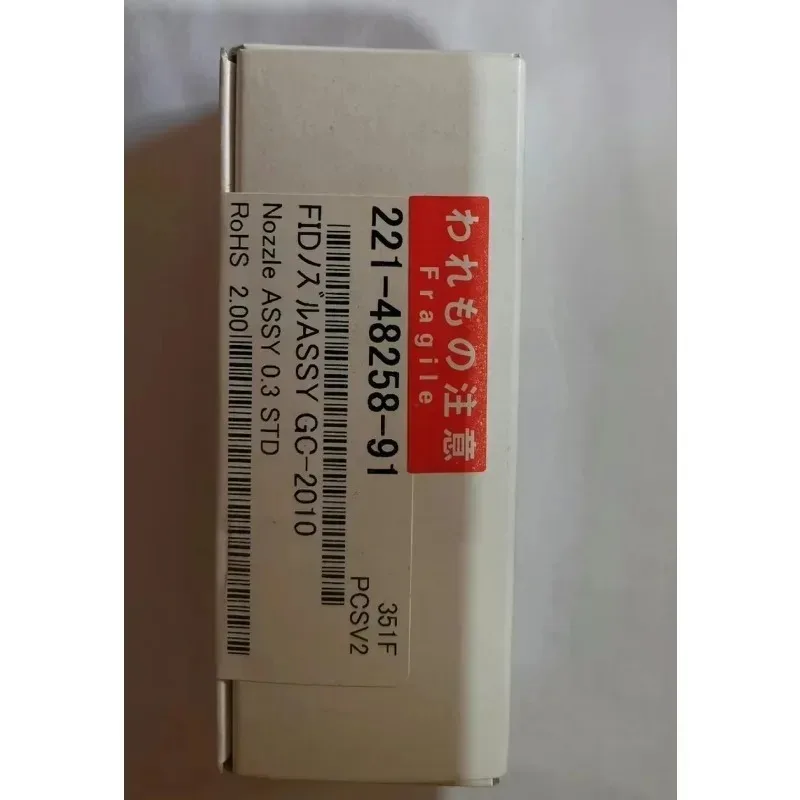 われもの注意
Fragile
221-48258-91
351F
PCSV2
FIDノズルASSY GC-2010
Nozzle ASSY 0.3 STD
RoHS 2.00